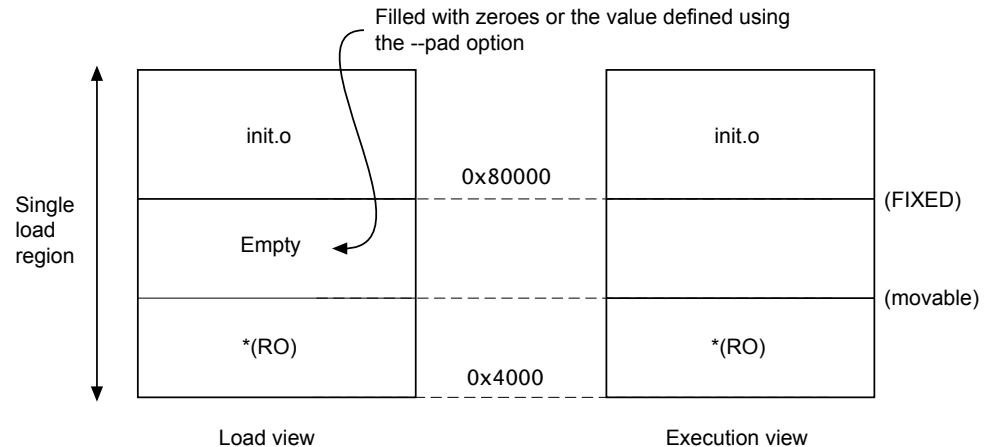 Filled with zeroes or the value defined using
the --pad option
init.o
init.o
0x80000
(FIXED)
Single
load
region
Empty
(movable)
*(RO)
*(RO)
0x4000
Load view
Execution view